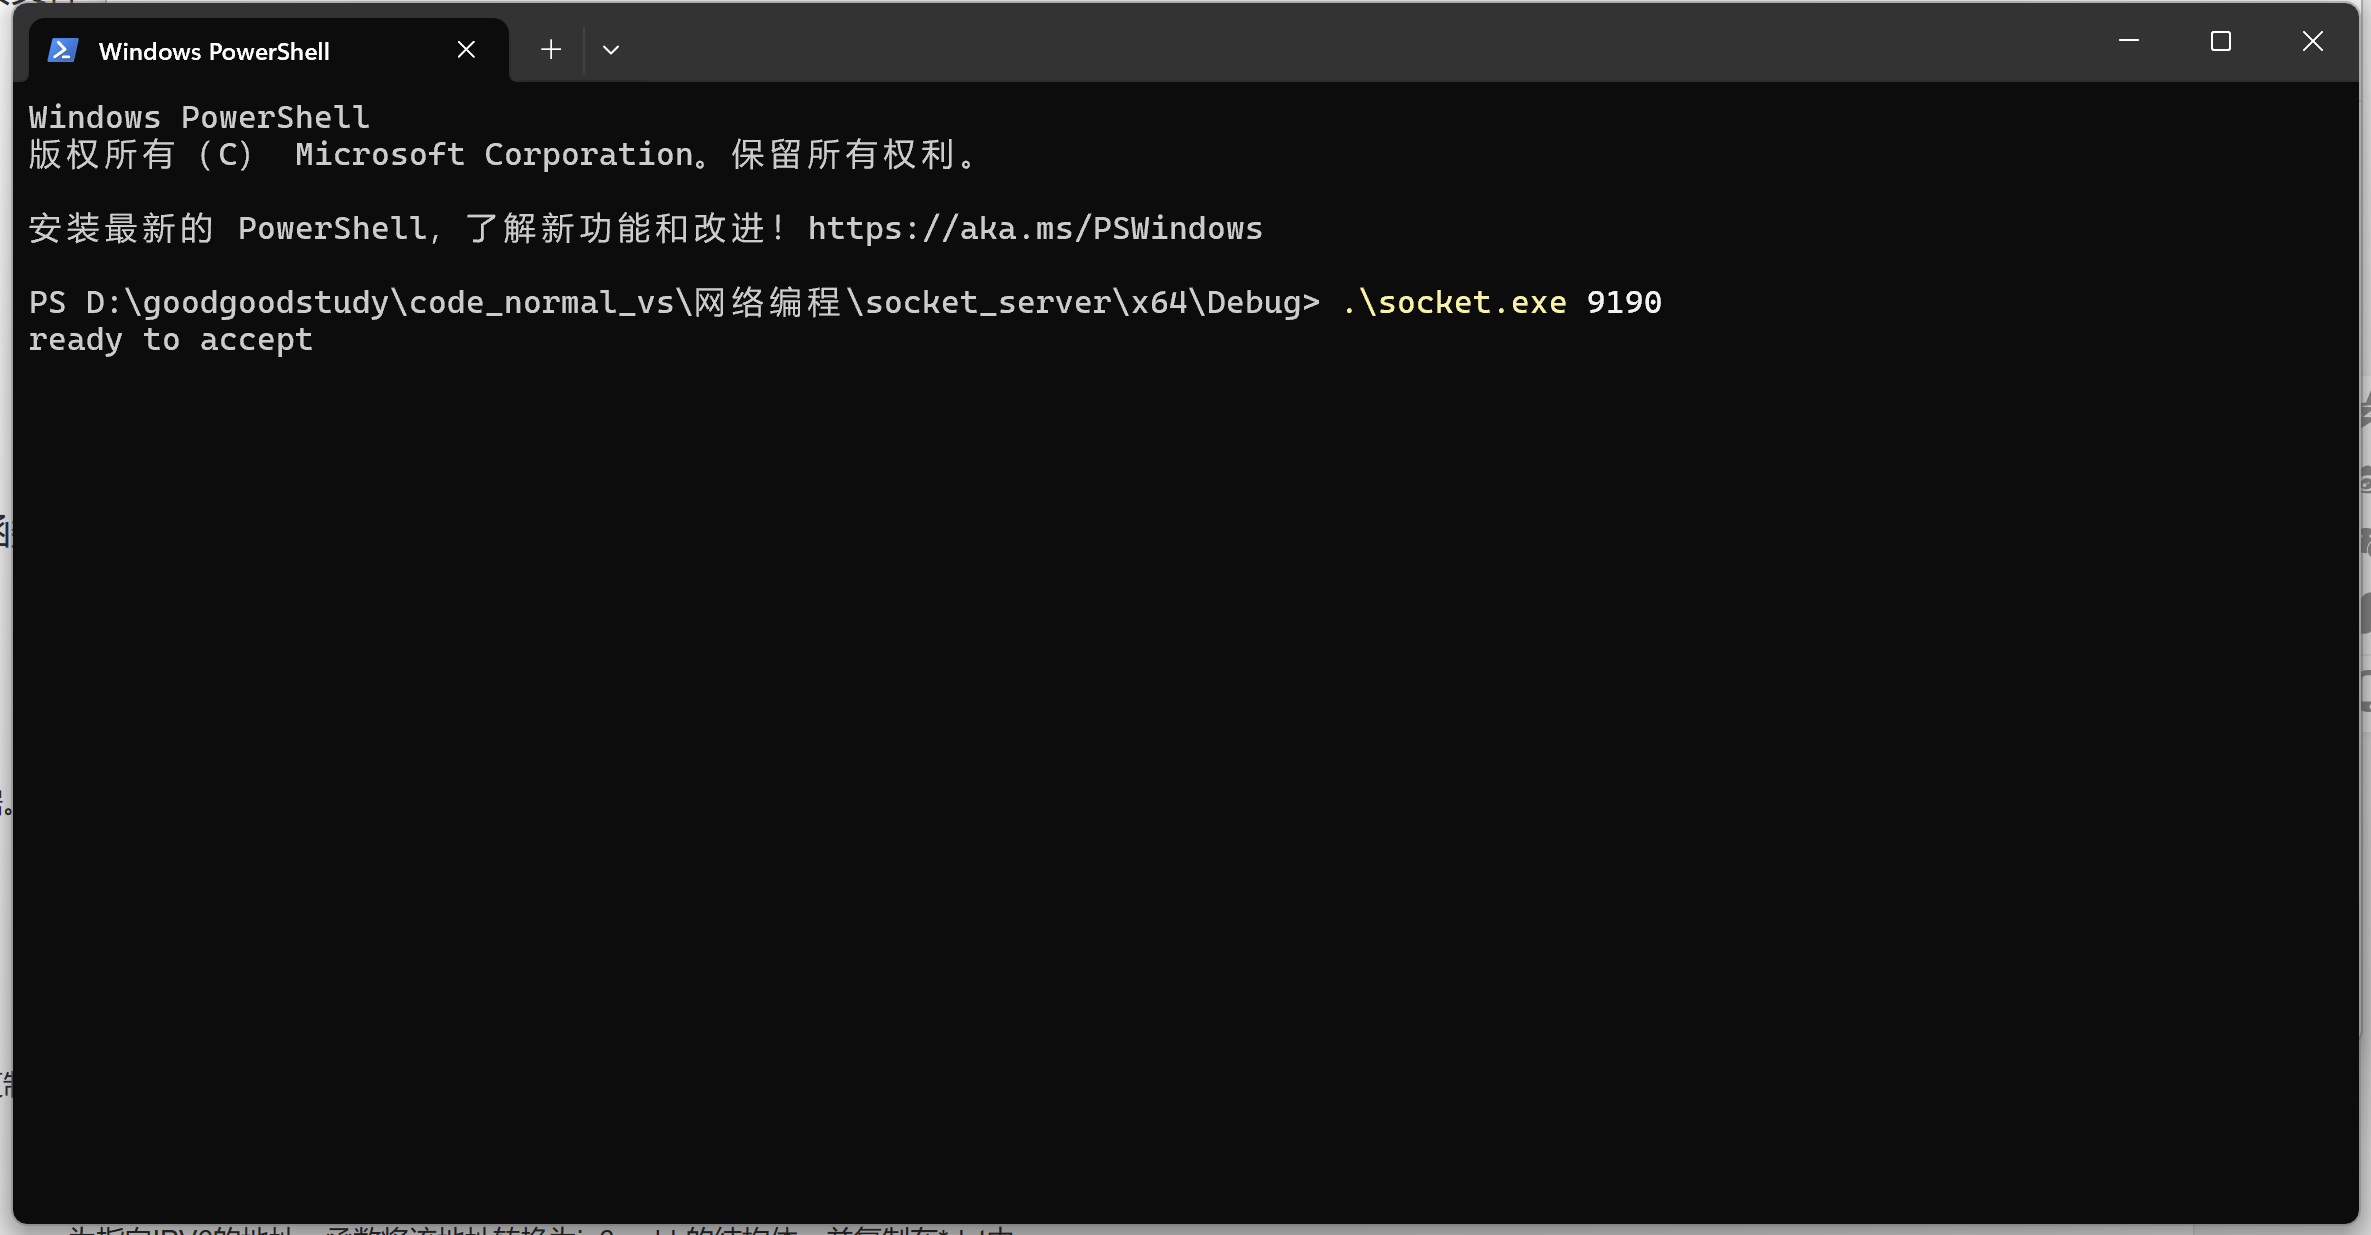 Windows PowerShell
Windows PowerShell
版权所有 (C)  Microsoft Corporation。保留所有权利。
安装最新的 PowerShell,了解新功能和改进!https://aka.ms/PSWindows
PS D:\goodgoodstudy\code_normal_vs\网络编程\socket_server\x64\Debug> .\socket.exe 9190
ready to accept